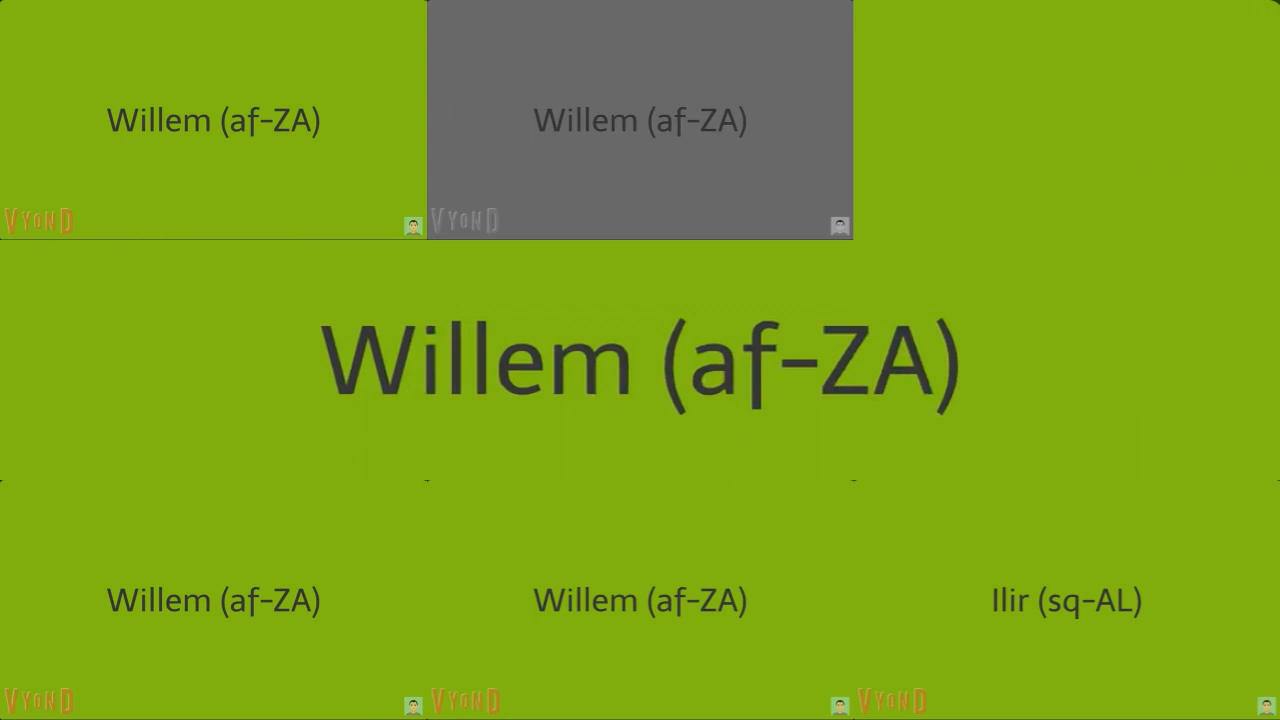 Willem (af-ZA) Willem (af-ZA)
VYOND VYOND
Willem (af-ZA)
Willem (af-ZA) Willem (af-ZA) Ilir (sq-AL)
VYOND VYOND VYOND